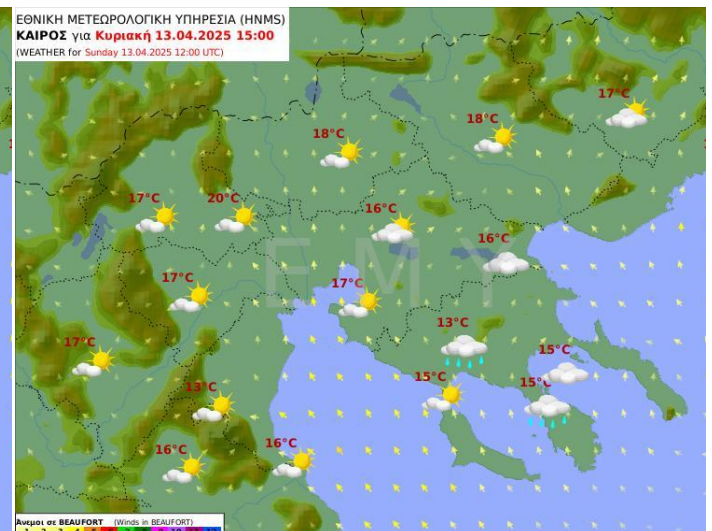 ΕΘΝΙΚΗ ΜΕΤΕΩΡΟΛΟΓΙΚΗ ΥΠΗΡΕΣΙΑ (HNMS)
ΚΑΙΡΟΣ για Κυριακή 13.04.2025 15:00
(WEATHER for Sunday 13.04.2025 12:00 UTC)
17°C
18°C
18°C
17°C
20°C
16°C
16°C
17°C
17°C
13°C
17°C
15°C
15°C
13°C
15°C
16°C
16°C
E M Y
Άνεμοι σε BEAUFORT (Winds in BEAUFORT)